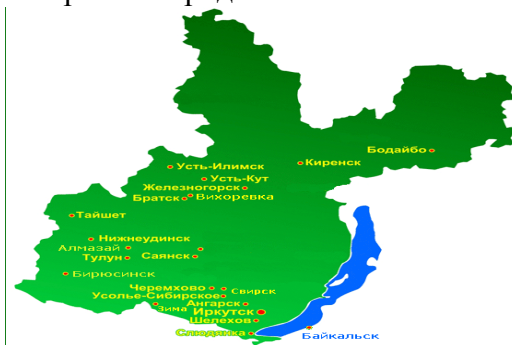 Бодайбо
Киренск
Усть-Илимск
Усть-Кут
Железногорск
Братск Вихоревка
Тайшет
Нижнеудинск
Алмазай
Тулун Саянск
Бирюсинск
Черемхово Свирск
Усолье-Сибирское
Зима Ангарск
Иркутск
Шелехов
Слюдянка
Байкальск